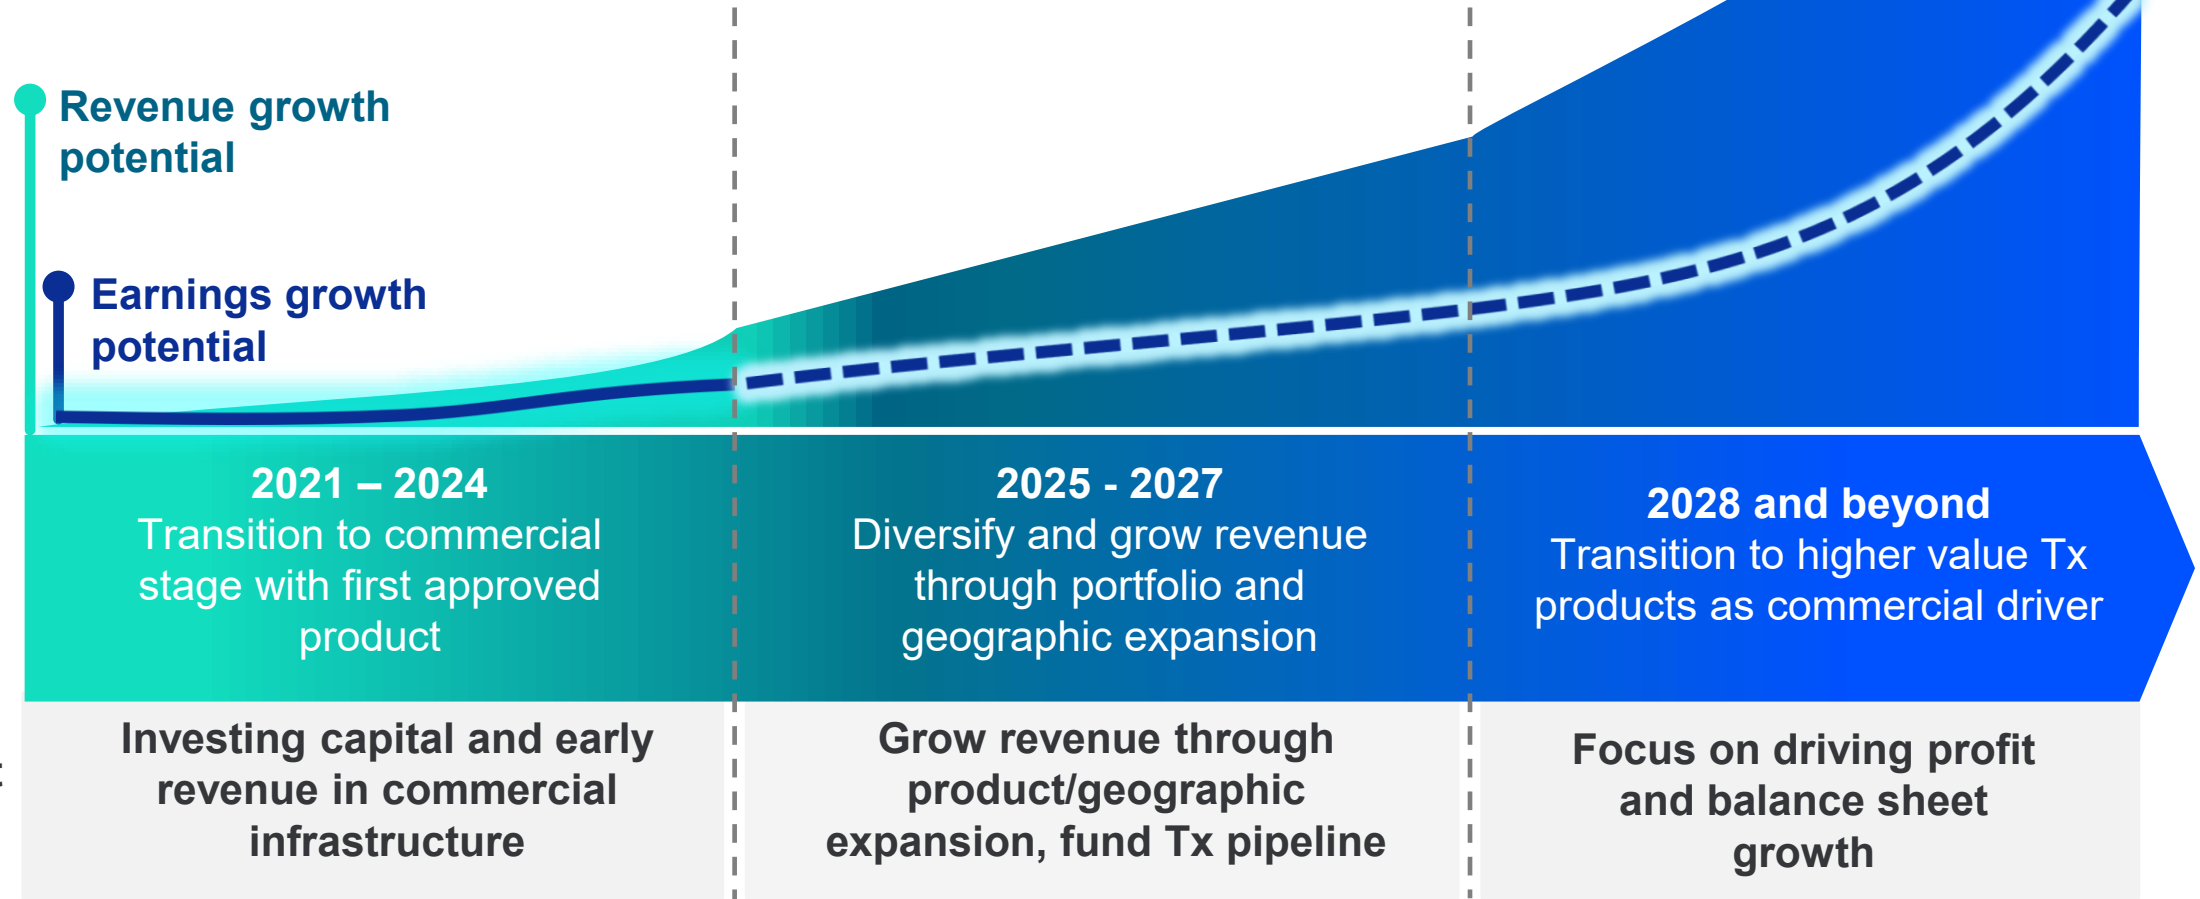 Revenue growth
potential
Earnings growth
potential
2021 – 2024
Transition to commercial
stage with first approved
product
2025 - 2027
Diversify and grow revenue
through portfolio and
geographic expansion
2028 and beyond
Transition to higher value Tx
products as commercial driver
Investing capital and early
revenue in commercial
infrastructure
Grow revenue through
product/geographic
expansion, fund Tx pipeline
Focus on driving profit
and balance sheet
growth